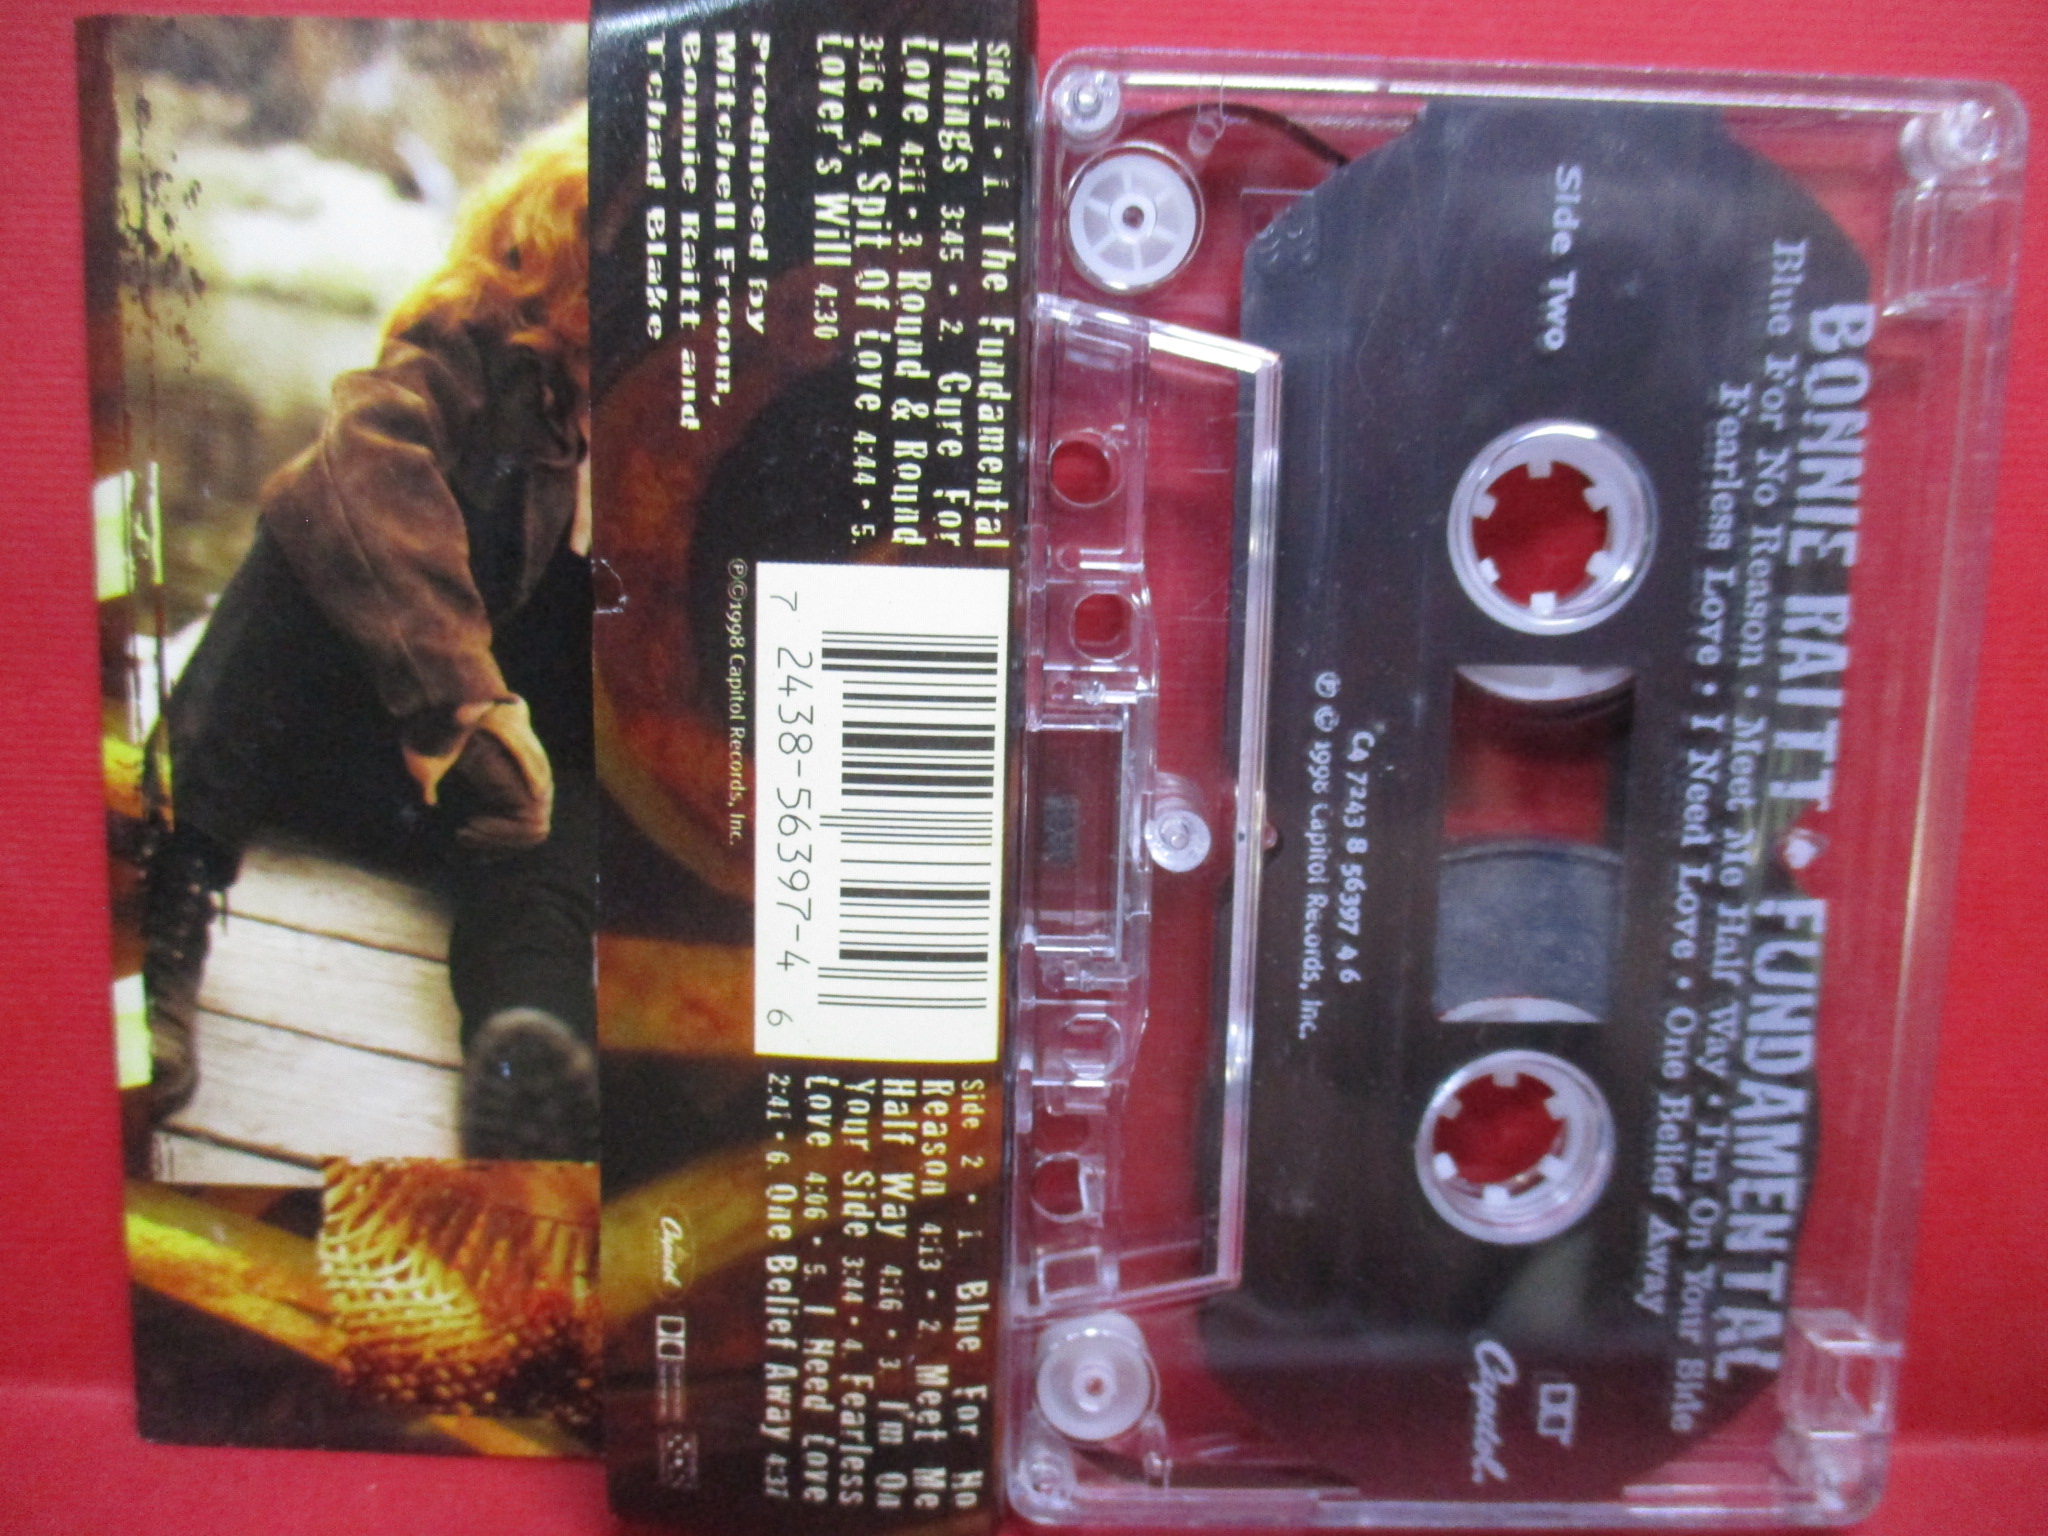 Side 1 • 1. The Fundamental
Things 3:45 • 2. Cure For
Love 4:11 • 3. Round & Round
3:16 • 4. Spit Of Love 4:44 • 5.
Lover's Will 4:30
Produced by
Mitchell Froom,
Bonnie Raitt and
Tchad Blake
℗©1998 Capitol Records, Inc.
7 2438-56397-4 6
Side 2 • 1. Blue For No
Reason 4:13 • 2. Meet Me
Half Way 4:16 • 3. I'm On
Your Side 3:44 • 4. Fearless
Love 4:06 • 5. I Need Love
2:41 • 6. One Belief Away 4:37
Capitol
BONNIE RAITT FUNDAMENTAL
Blue For No Reason • Meet Me Half Way • I'm On Your Side
Fearless Love • I Need Love • One Belief Away
Side Two
C4 7243 8 56397 4 6
℗ © 1998 Capitol Records, Inc.
Capitol